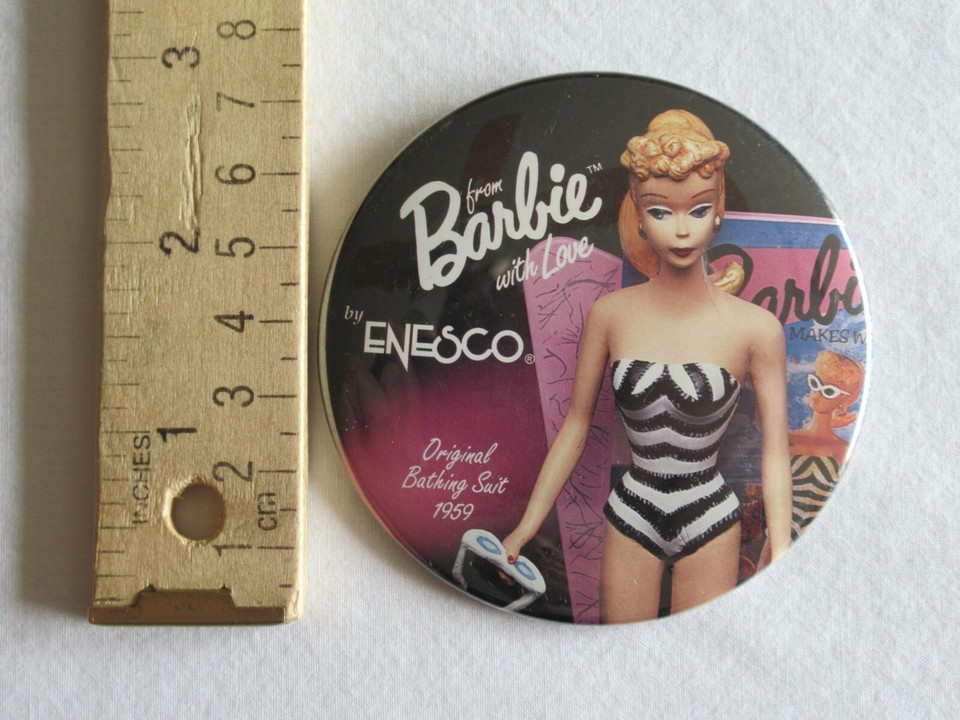 8
3
7
6
2
5
4
3
1
INCHES
2
cm
1
from
Barbie™
with Love
by
ENESCO®
Original
Bathing Suit
1959
Barbi
MAKES